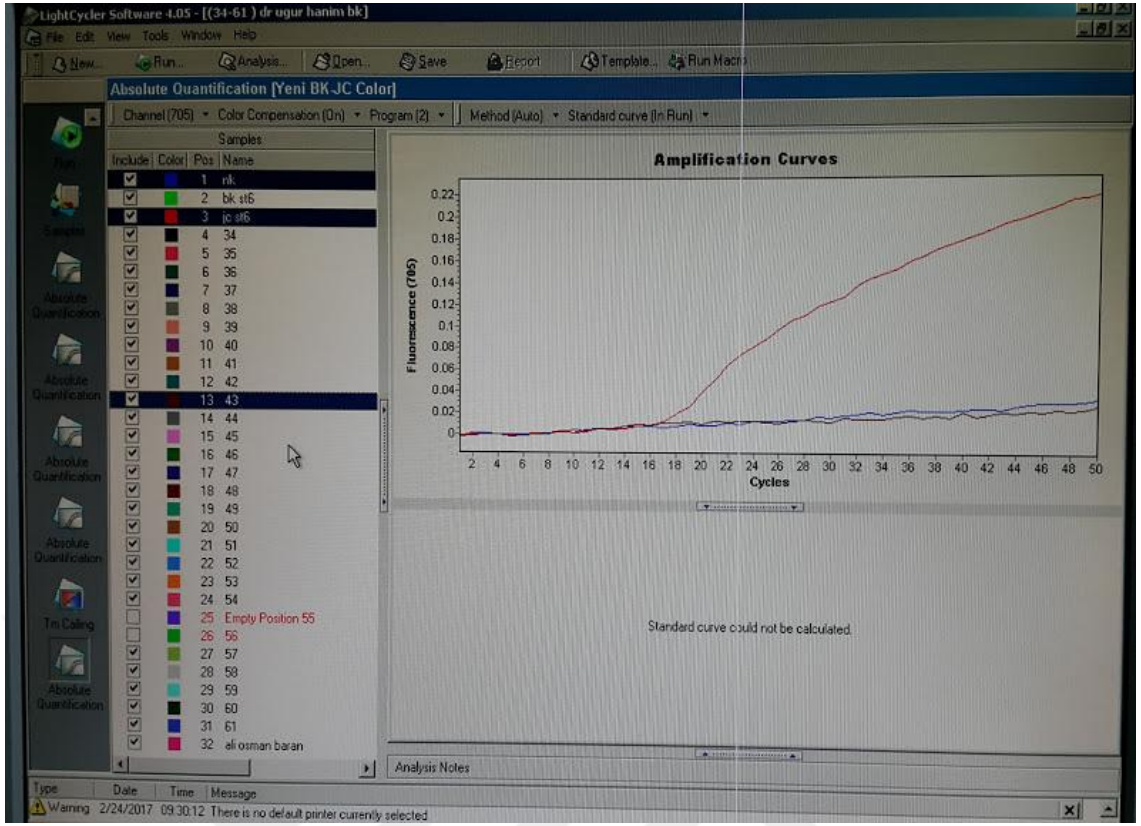 LightCycler Software 4.05 - [(34-61 ) dr ugur hanim bk]
File Edit View Tools Window Help
New... Run... Analysis... Open... Save Report Template... Run Macro
Absolute Quantification [Yeni BK-JC Color]
Channel (705) Color Compensation (On) Program (2) Method (Auto) Standard curve (In Run)
Run
Samples
Absolute Quantification
Absolute Quantification
Absolute Quantification
Absolute Quantification
Tm Calling
Absolute Quantification
Samples
Include Color Pos Name
1 nk
2 bk st6
3 jc st6
4 34
5 35
6 36
7 37
8 38
9 39
10 40
11 41
12 42
13 43
14 44
15 45
16 46
17 47
18 48
19 49
20 50
21 51
22 52
23 53
24 54
25 Empty Position 55
26 56
27 57
28 58
29 59
30 60
31 61
32 ali osman baran
Amplification Curves
Fluorescence (705)
0.22
0.2
0.18
0.16
0.14
0.12
0.1
0.08
0.06
0.04
0.02
0
2 4 6 8 10 12 14 16 18 20 22 24 26 28 30 32 34 36 38 40 42 44 46 48 50
Cycles
Standard curve could not be calculated.
Analysis Notes
Type Date Time Message
Warning 2/24/2017 09:30:12 There is no default printer currently selected